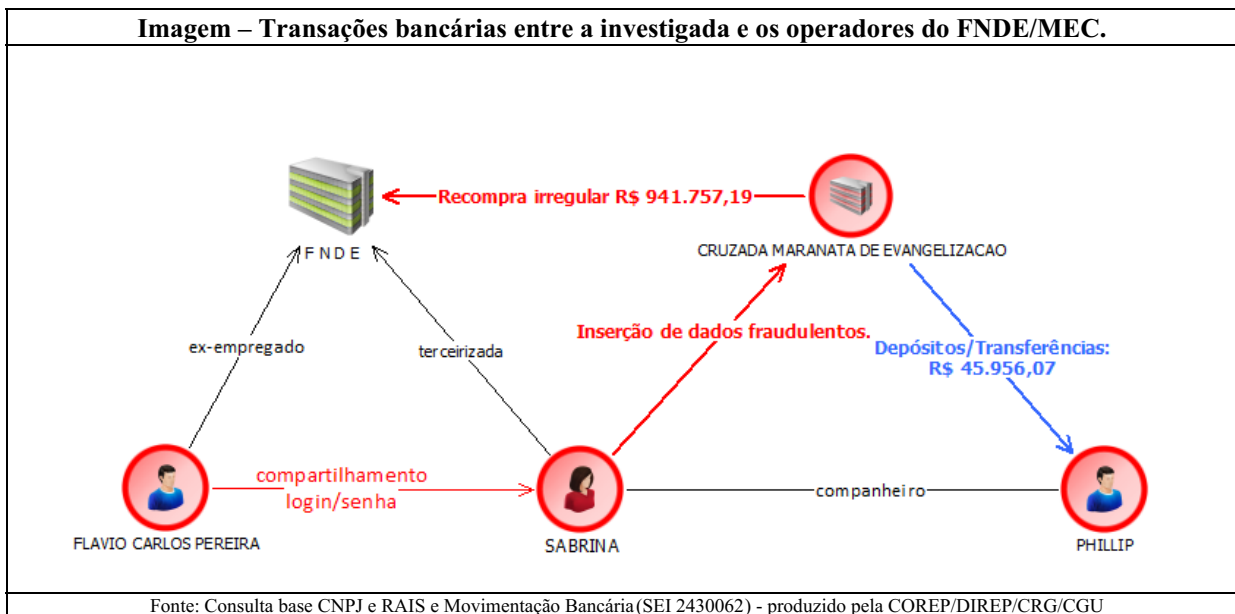 Imagem – Transações bancárias entre a investigada e os operadores do FNDE/MEC.
Recompra irregular R$ 941.757,19
F N D E
CRUZADA MARANATA DE EVANGELIZACAO
Inserção de dados fraudulentos.
ex-empregado
terceirizada
Depósitos/Transferências:
R$ 45.956,07
compartilhamento
login/senha
companheiro
FLAVIO CARLOS PEREIRA
SABRINA
PHILLIP
Fonte: Consulta base CNPJ e RAIS e Movimentação Bancária(SEI 2430062) - produzido pela COREP/DIREP/CRG/CGU